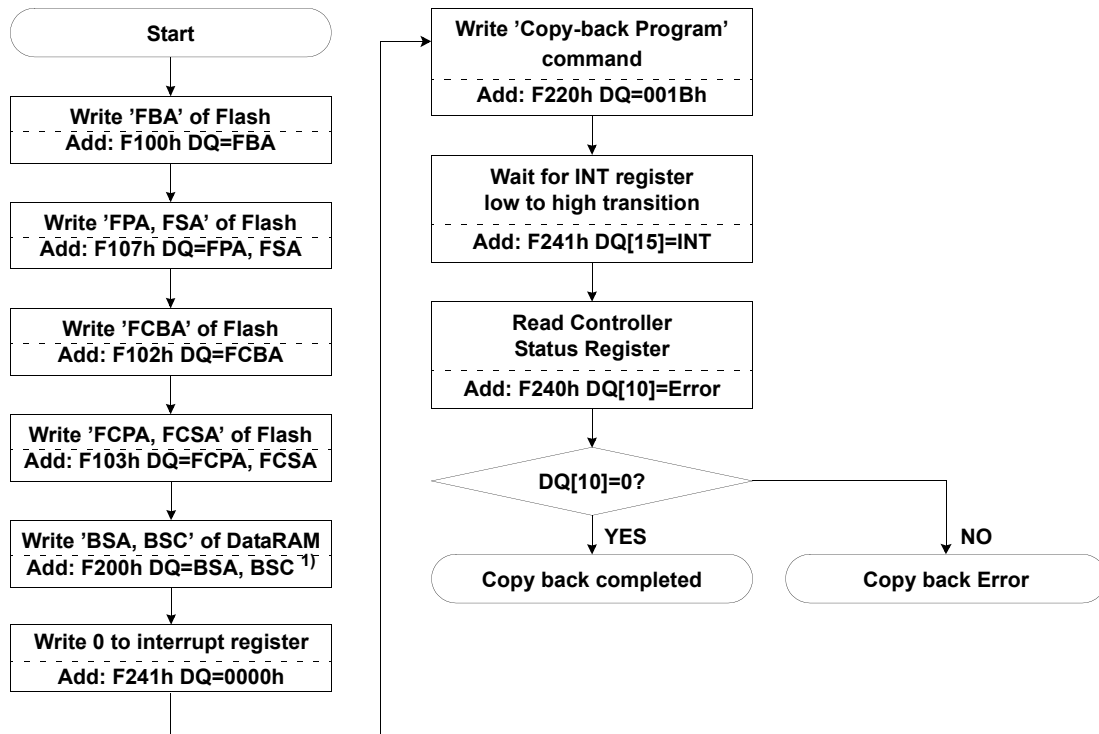 Start
Write 'FBA' of Flash
Add: F100h DQ=FBA
Write 'FPA, FSA' of Flash
Add: F107h DQ=FPA, FSA
Write 'FCBA' of Flash
Add: F102h DQ=FCBA
Write 'FCPA, FCSA' of Flash
Add: F103h DQ=FCPA, FCSA
Write 'BSA, BSC' of DataRAM
Add: F200h DQ=BSA, BSC 1)
Write 0 to interrupt register
Add: F241h DQ=0000h
Write 'Copy-back Program'
command
Add: F220h DQ=001Bh
Wait for INT register
low to high transition
Add: F241h DQ[15]=INT
Read Controller
Status Register
Add: F240h DQ[10]=Error
DQ[10]=0?
YES
NO
Copy back completed
Copy back Error